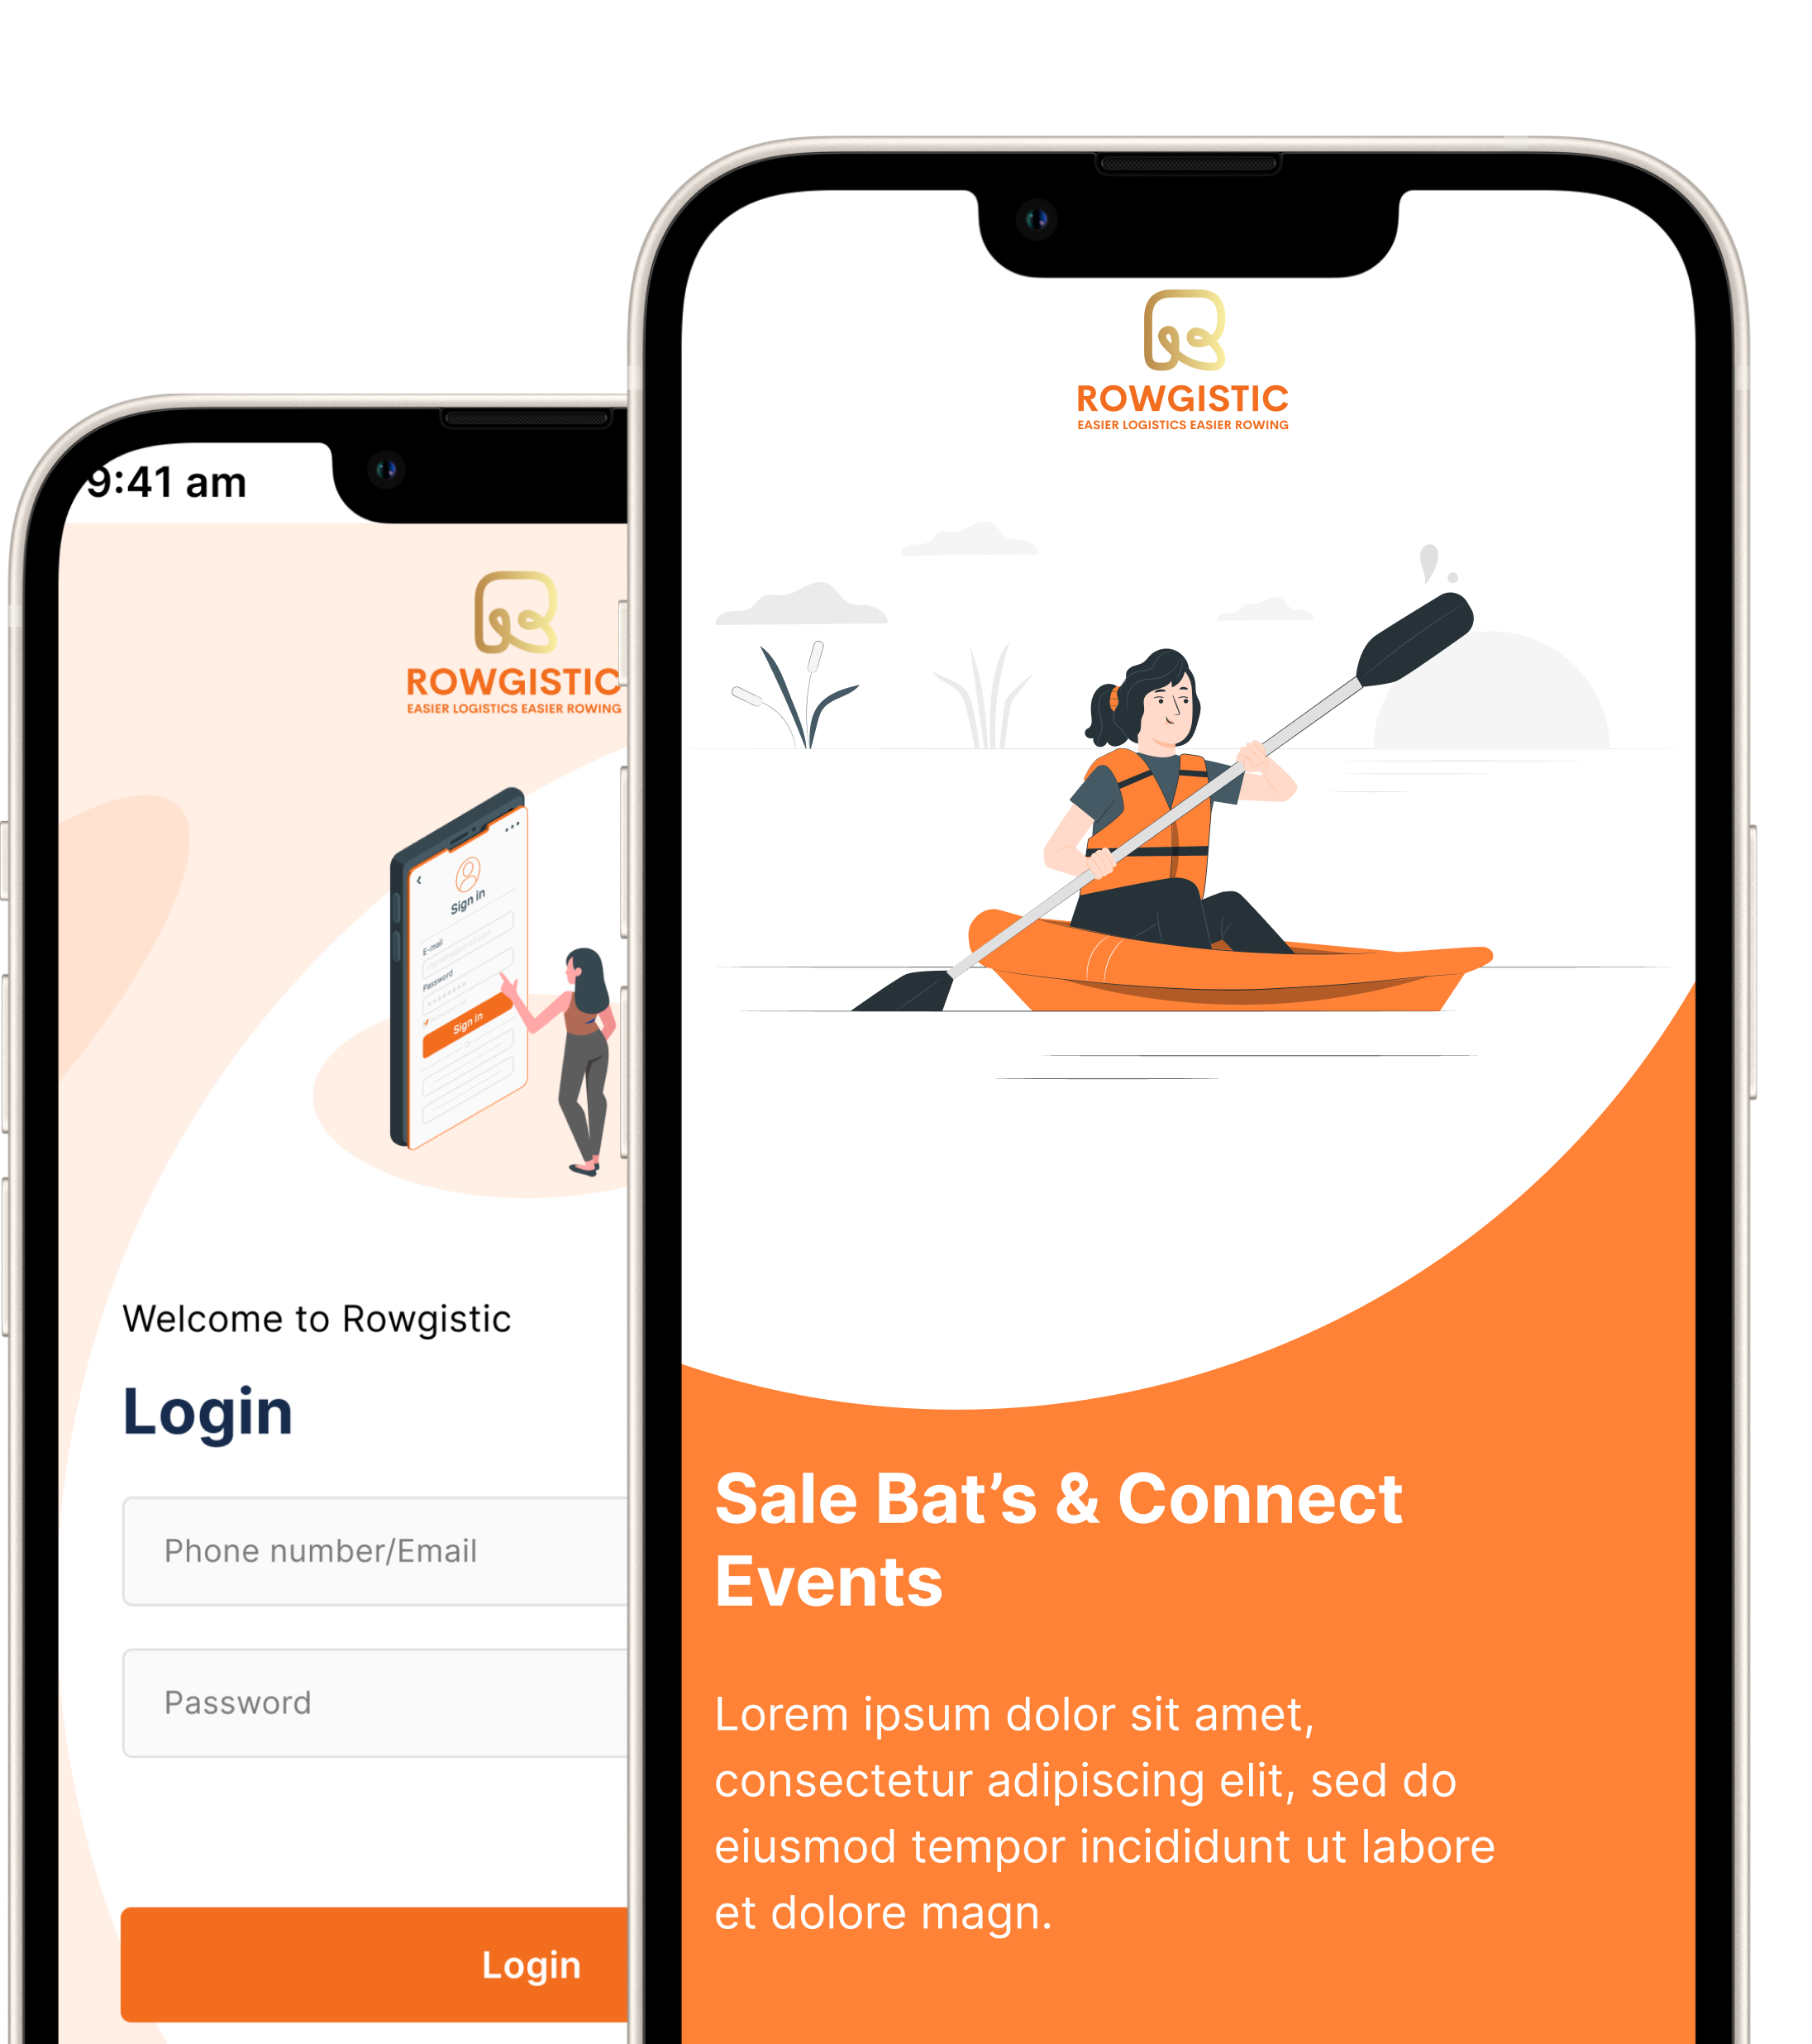 9:41 am
ROWGISTIC
EASIER LOGISTICS EASIER ROWING
Sign in
E-mail
Password
Sign in
Welcome to Rowgistic
Login
Phone number/Email
Password
Login
ROWGISTIC
EASIER LOGISTICS EASIER ROWING
Sale Bat’s & Connect
Events
Lorem ipsum dolor sit amet,
consectetur adipiscing elit, sed do
eiusmod tempor incididunt ut labore
et dolore magn.